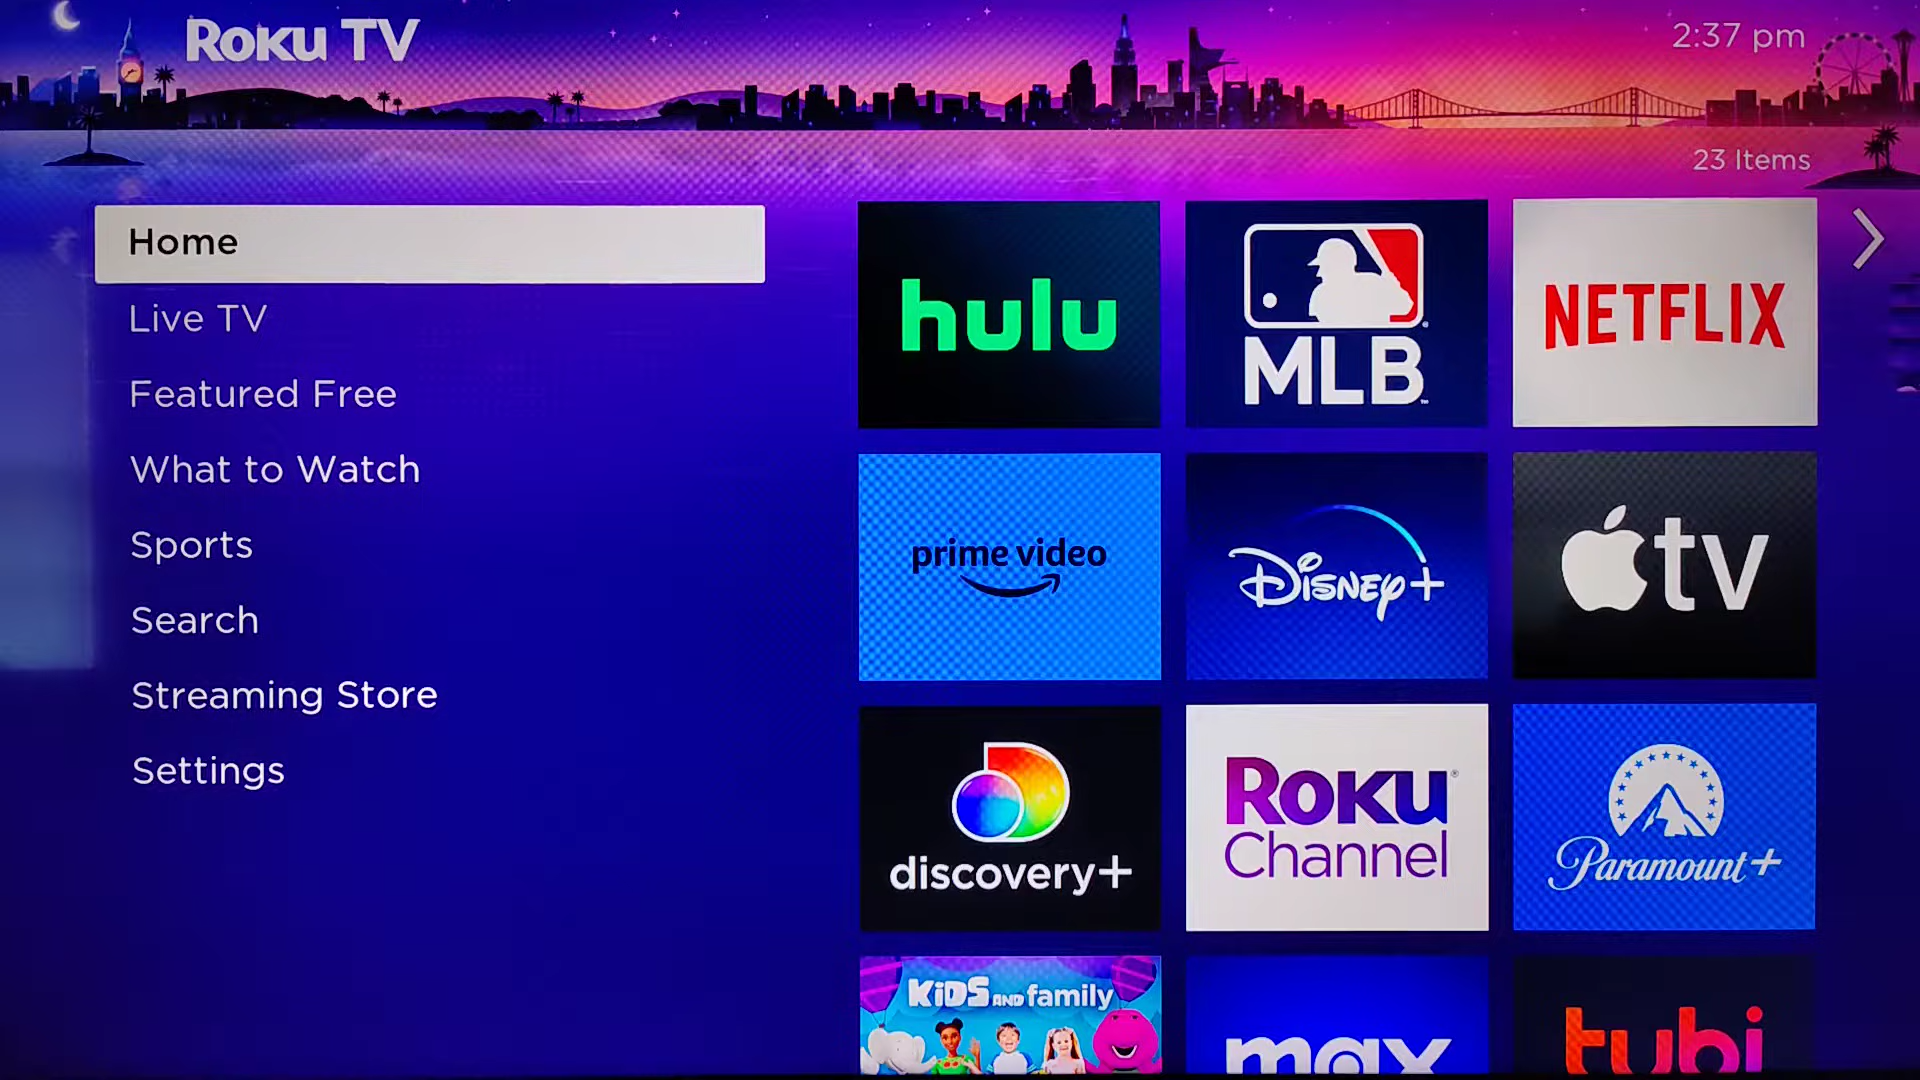 Roku TV
2:37 pm
23 Items
Home
Live TV
Featured Free
What to Watch
Sports
Search
Streaming Store
Settings
hulu
MLB
NETFLIX
prime video
Disney+
tv
discovery+
Roku
Channel
Paramount+
KiDS AND family
max
tubi